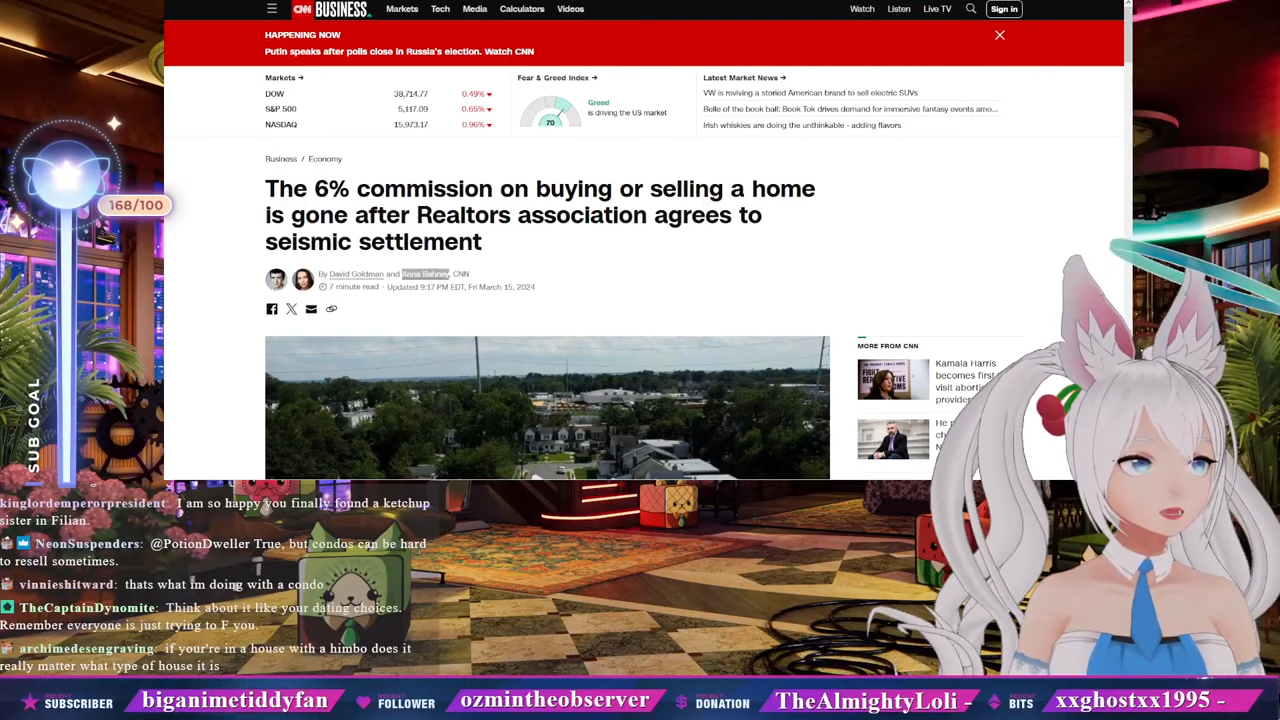 CNN BUSINESS
Markets Tech Media Calculators Videos
Watch Listen Live TV Sign in
HAPPENING NOW
Putin speaks after polls close in Russia's election. Watch CNN
Markets →
DOW 38,714.77 0.49%
S&P 500 5,117.09 0.65%
NASDAQ 15,973.17 0.96%
Fear & Greed Index →
70
Greed
is driving the US market
Latest Market News →
VW is reviving a storied American brand to sell electric SUVs
Belle of the book ball: Book Tok drives demand for immersive fantasy events amo...
Irish whiskies are doing the unthinkable - adding flavors
Business / Economy
The 6% commission on buying or selling a home
is gone after Realtors association agrees to
seismic settlement
By David Goldman and Anna Bahney, CNN
7 minute read · Updated 9:17 PM EDT, Fri March 15, 2024
MORE FROM CNN
Kamala Harris
becomes first
visit aborti
provider
168/100
SUB GOAL
kinglordemperorpresident I am so happy you finally found a ketchup
sister in Filian.
NeonSuspenders: @PotionDweller True, but condos can be hard
to resell sometimes.
vinnieshitward: thats what im doing with a condo
TheCaptainDynomite: Think about it like your dating choices.
Remember everyone is just trying to F you.
archimedesengraving: if your're in a house with a himbo does it
really matter what type of house it is
RECENT SUBSCRIBER biganimetiddyfan
RECENT FOLLOWER ozmintheobserver
RECENT DONATION TheAlmightyLoli -
RECENT BITS xxghostxx1995 -